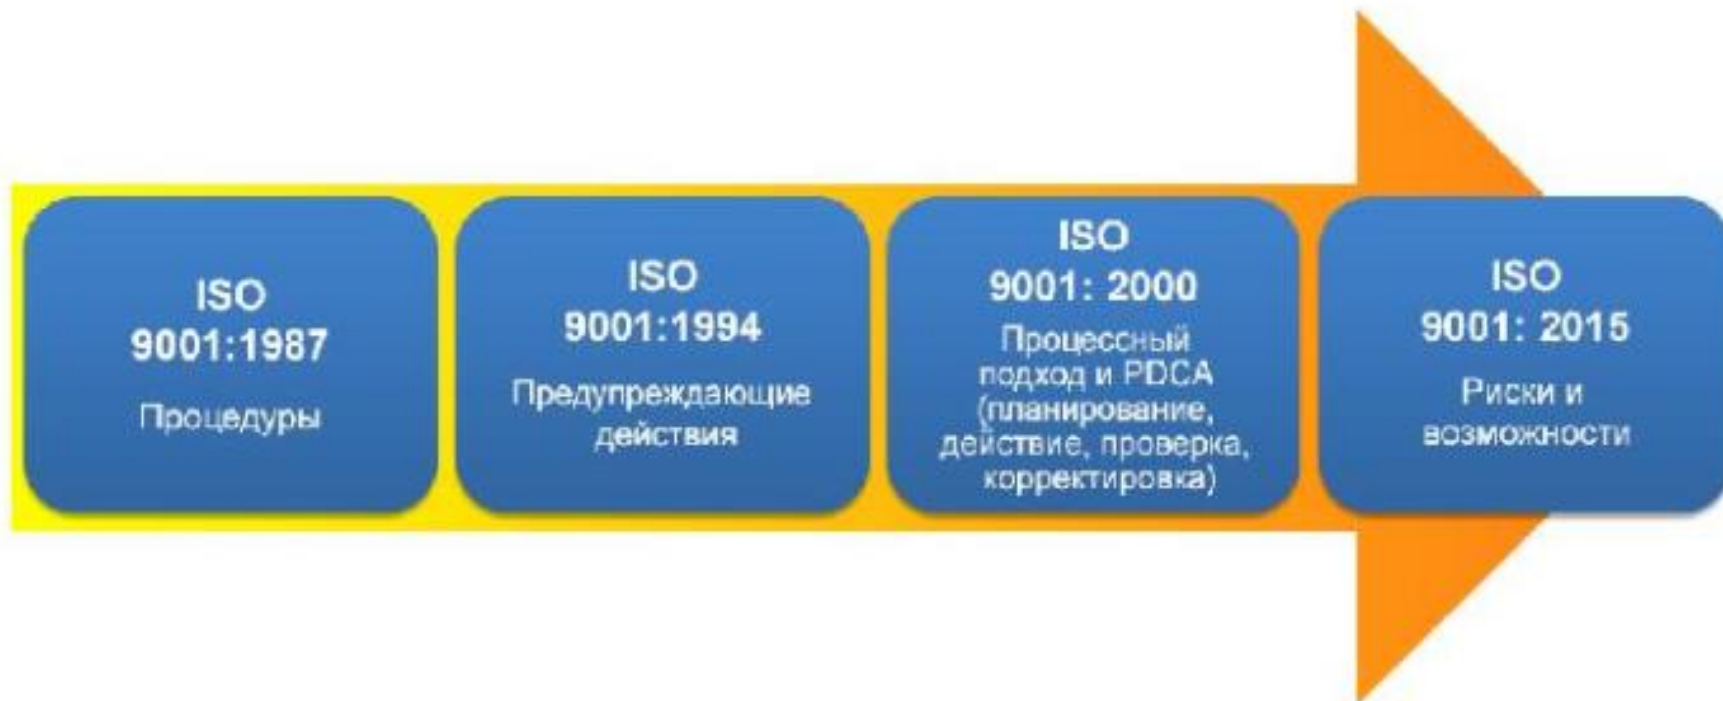 ISO
9001:1987
Процедуры
ISO
9001:1994
Предупреждающие
действия
ISO
9001: 2000
Процессный
подход и PDCA
(планирование,
действие, проверка,
корректировка)
ISO
9001: 2015
Риски и
возможности